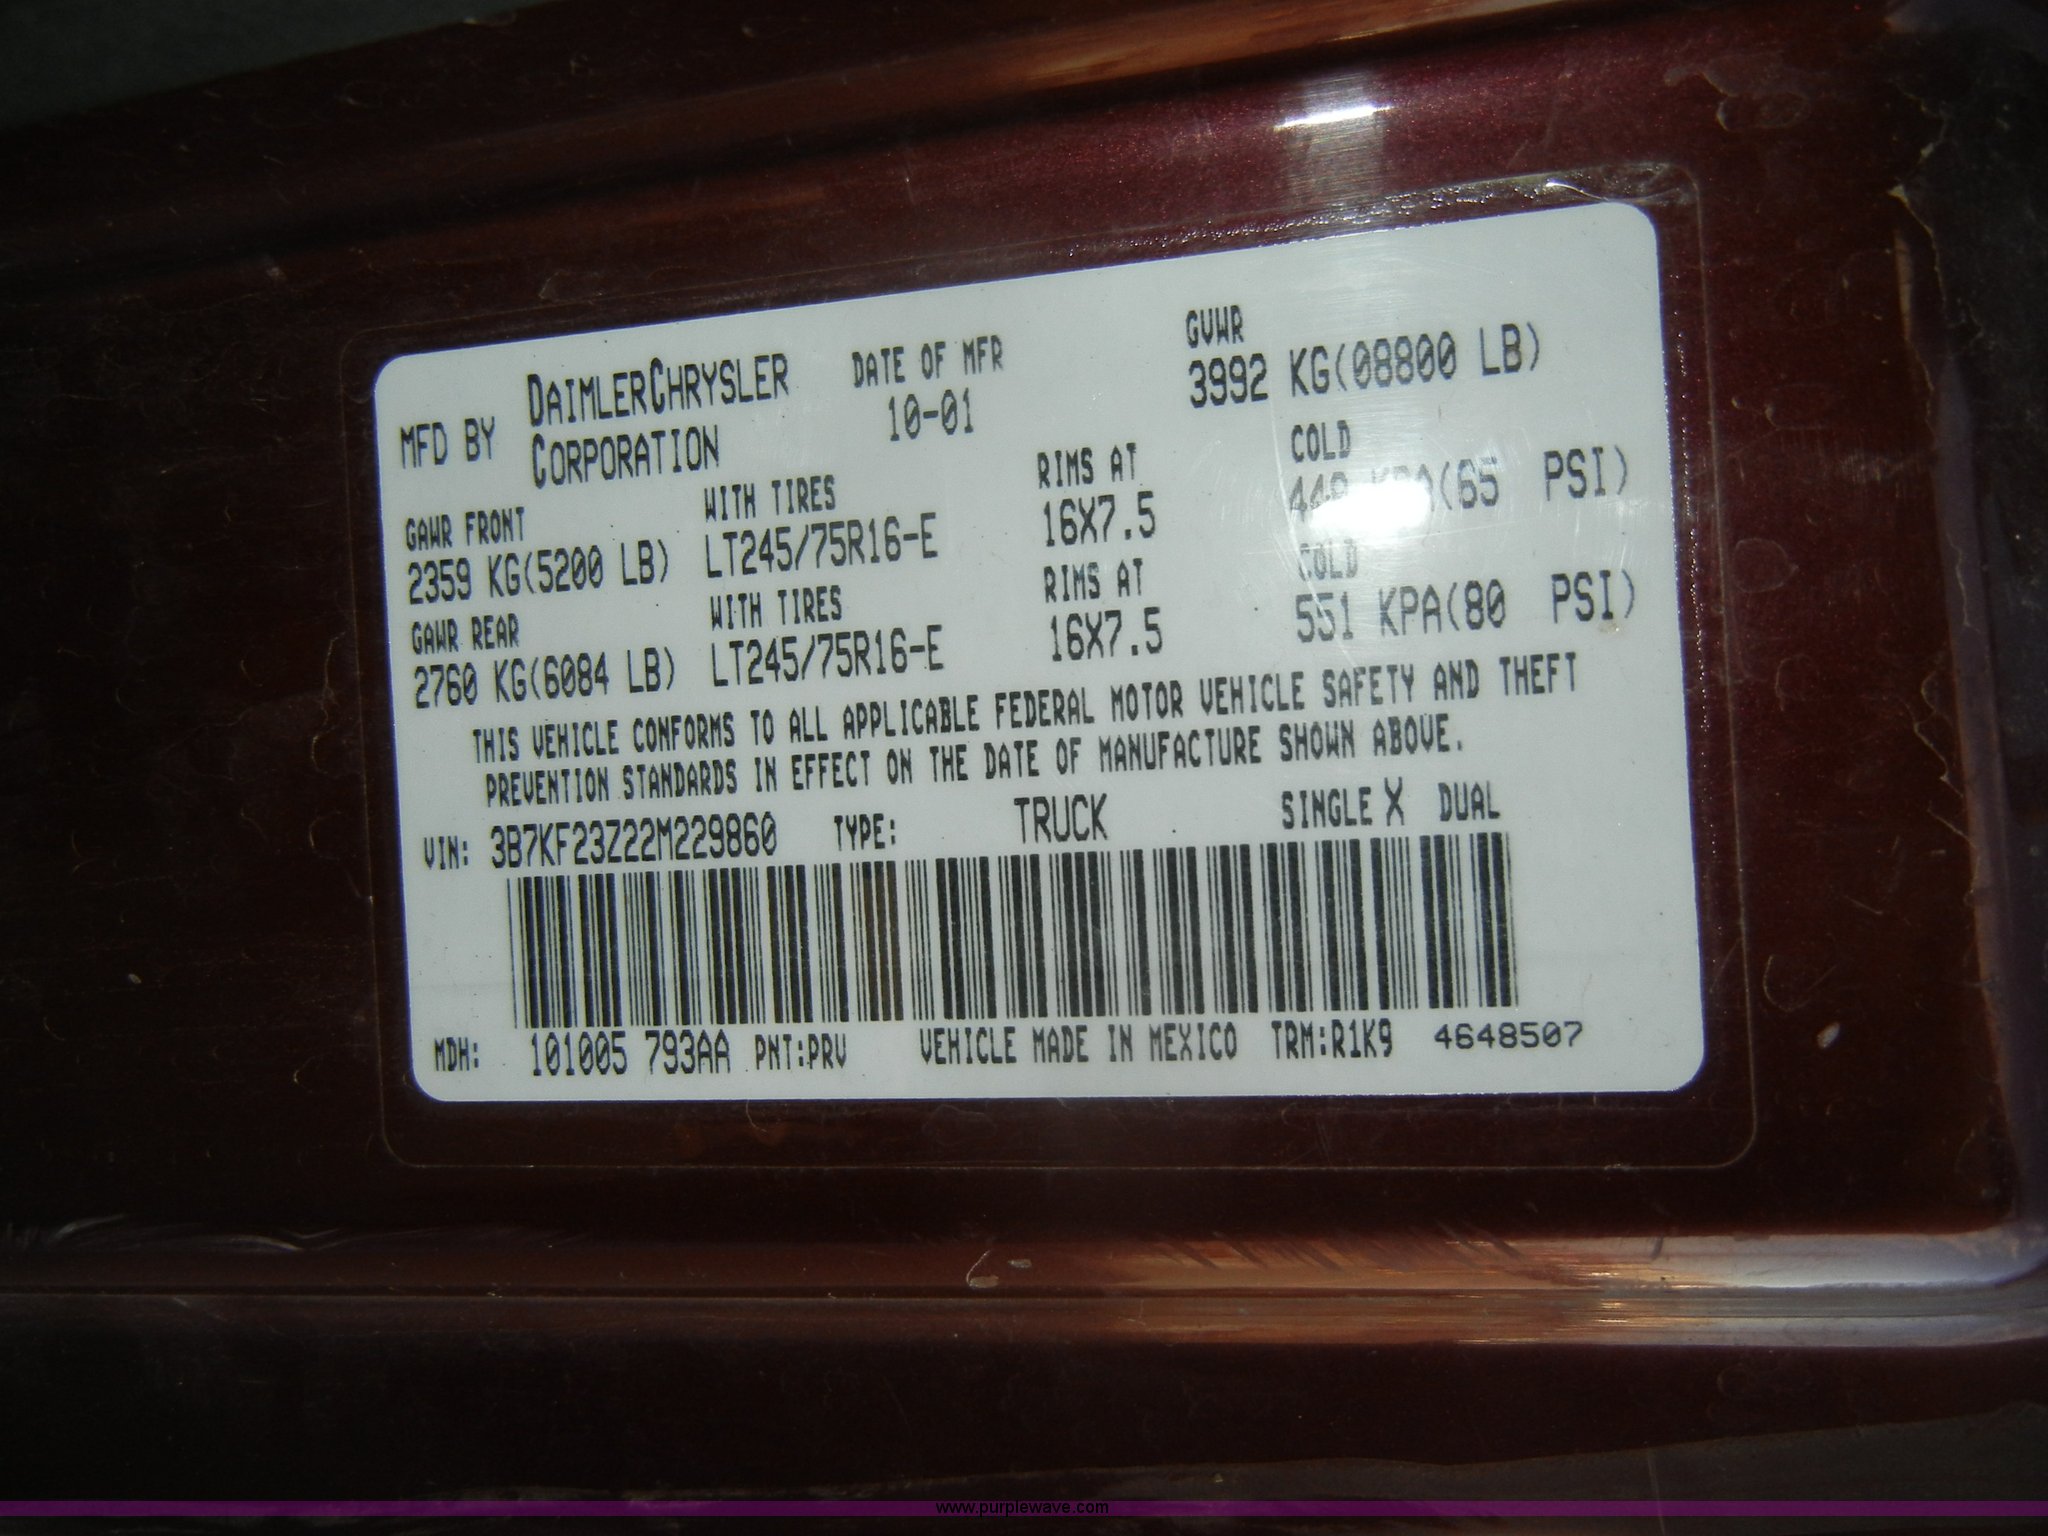 MFD BY DAIMLERCHRYSLER CORPORATION
DATE OF MFR
10-01
GVWR
3992 KG(08800 LB)
GAWR FRONT WITH TIRES RIMS AT COLD
2359 KG(5200 LB) LT245/75R16-E 16X7.5 448 KPA(65 PSI)
GAWR REAR WITH TIRES RIMS AT COLD
2760 KG(6084 LB) LT245/75R16-E 16X7.5 551 KPA(80 PSI)
THIS VEHICLE CONFORMS TO ALL APPLICABLE FEDERAL MOTOR VEHICLE SAFETY AND THEFT
PREVENTION STANDARDS IN EFFECT ON THE DATE OF MANUFACTURE SHOWN ABOVE.
VIN: 3B7KF23Z22M229860 TYPE: TRUCK SINGLE X DUAL
MDH: 101005 793AA PNT:PRV VEHICLE MADE IN MEXICO TRM:R1K9 4648507
www.purplewave.com